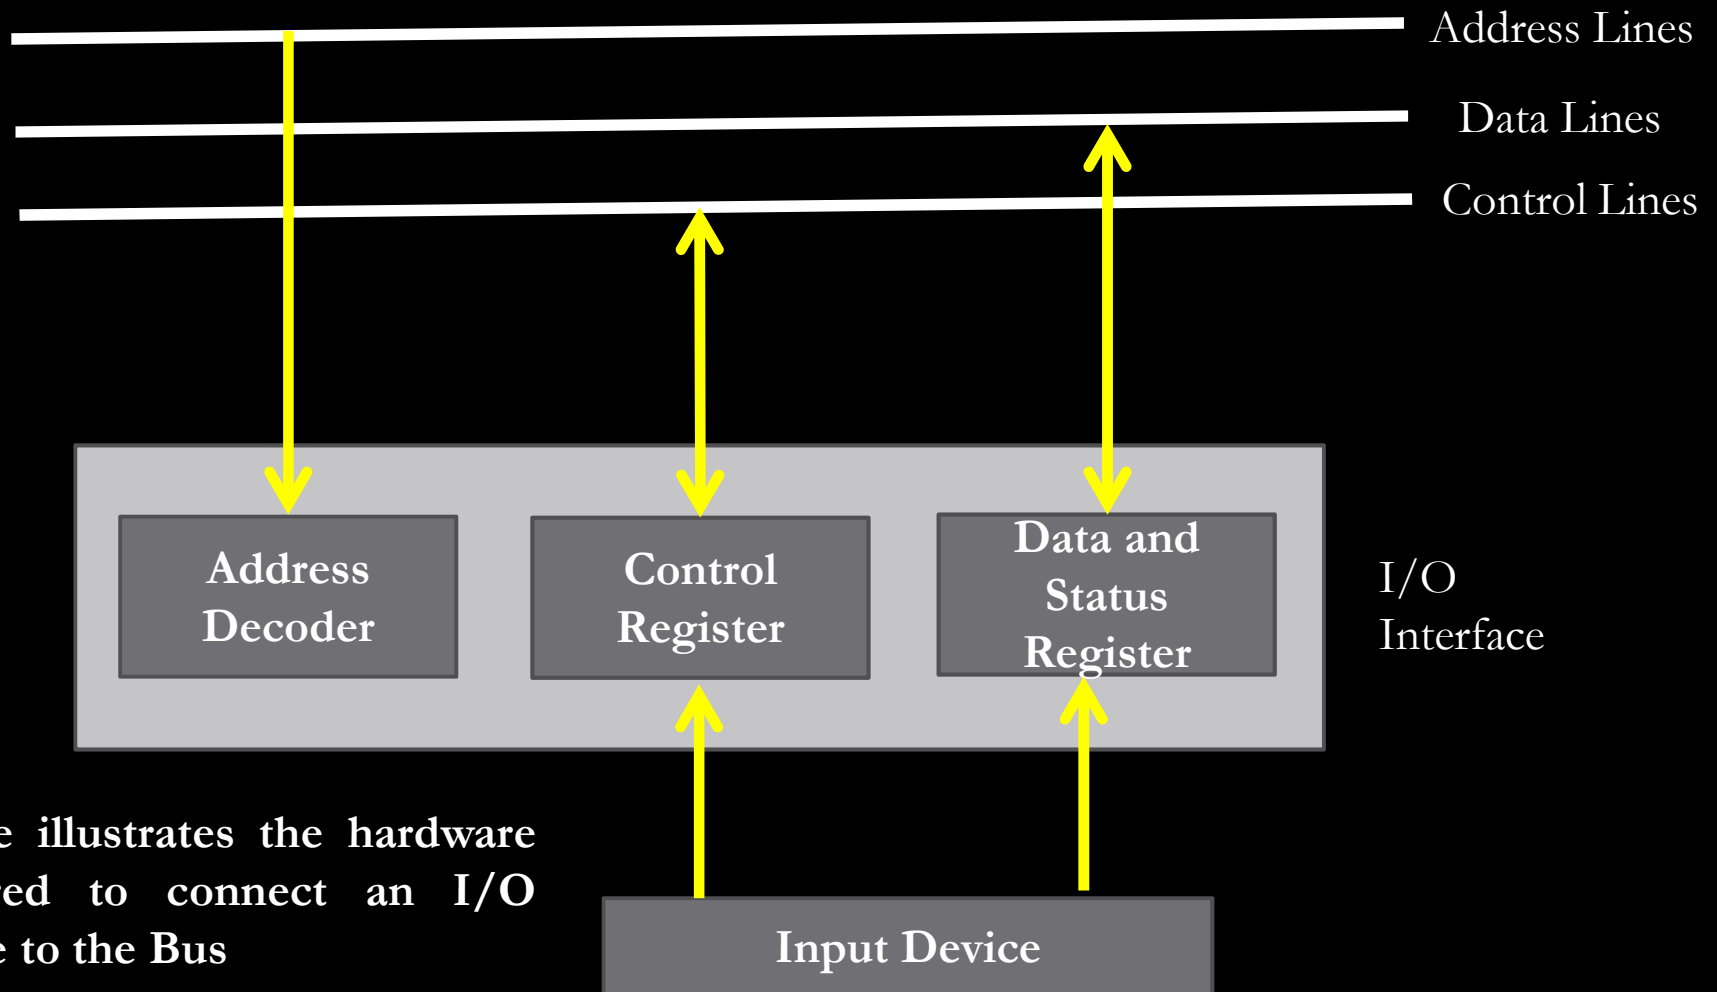 Address Lines
Data Lines
Control Lines
Address
Decoder
Control
Register
Data and
Status
Register
I/O
Interface
illustrates the hardware
to connect an I/O
to the Bus
Input Device